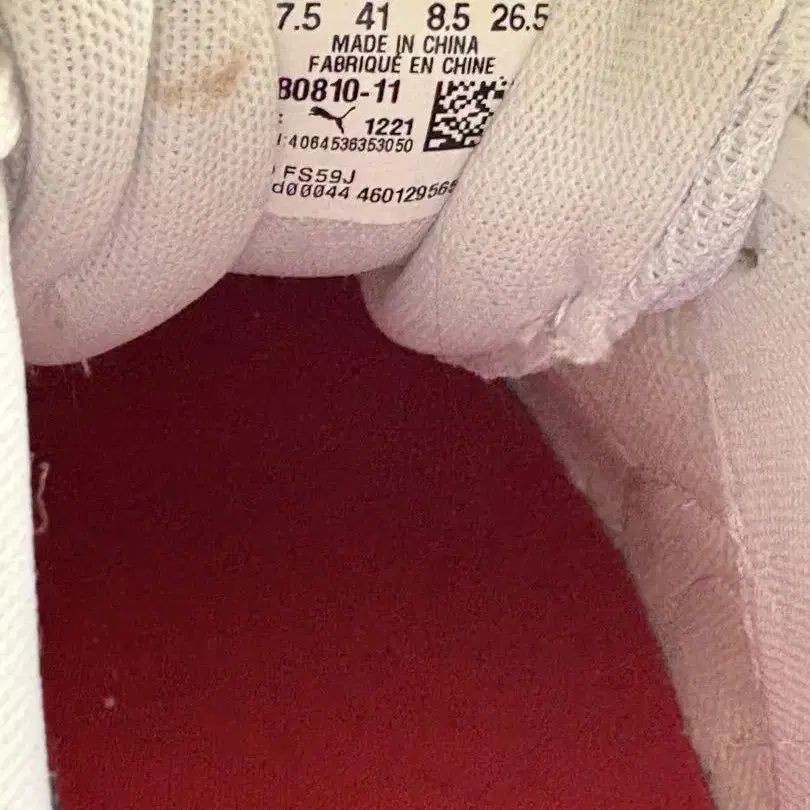 7.5 41 8.5 26.5
MADE IN CHINA
FABRIQUÉ EN CHINE
80810-11
: 1221
:4064536353050
FS59J
d00044 460129565